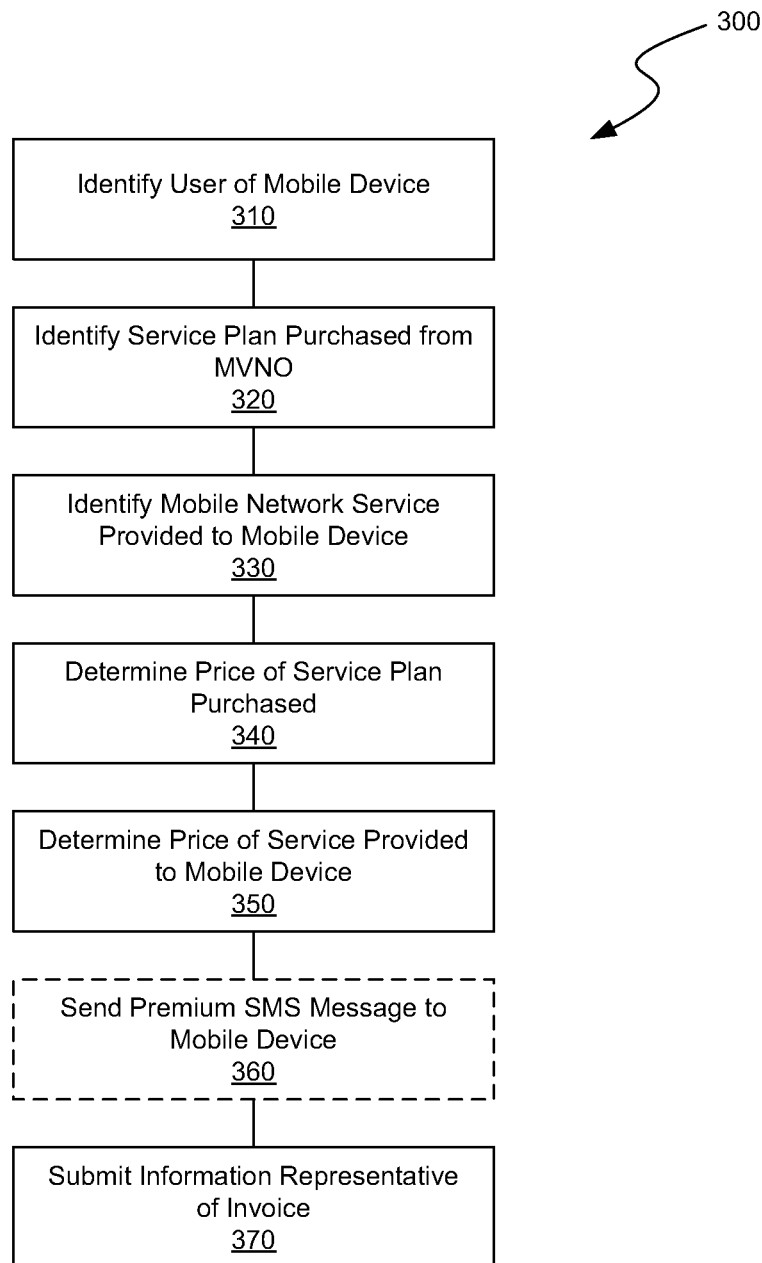 300
Identify User of Mobile Device
310
Identify Service Plan Purchased from
MVNO
320
Identify Mobile Network Service
Provided to Mobile Device
330
Determine Price of Service Plan
Purchased
340
Determine Price of Service Provided
to Mobile Device
350
Send Premium SMS Message to
Mobile Device
360
Submit Information Representative
of Invoice
370